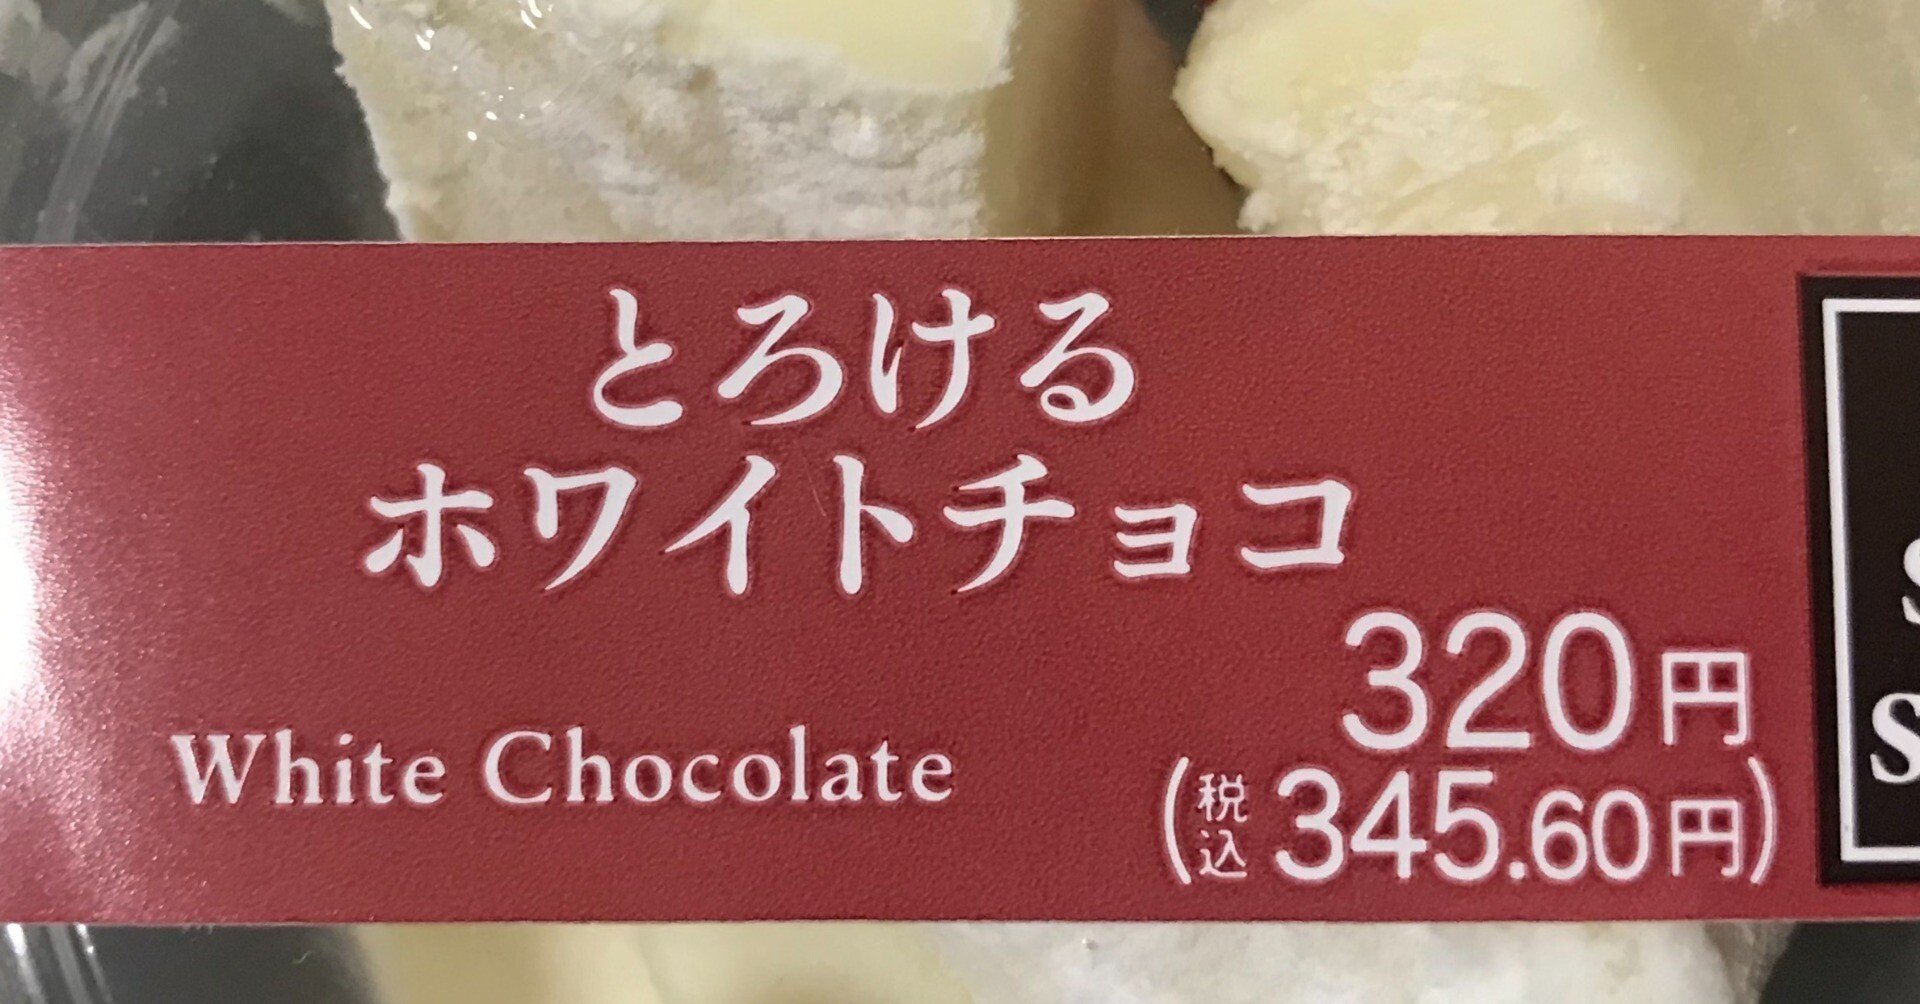 とろける
ホワイトチョコ
320円
White Chocolate
(税込 345.60円)